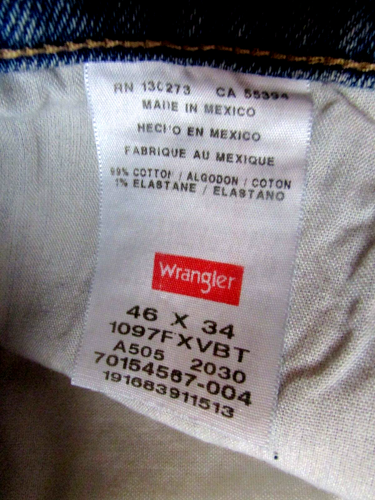 RN 130273 CA 55394
MADE IN MEXICO
HECHO EN MEXICO
FABRIQUE AU MEXIQUE
99% COTTON / ALGODON / COTON
1% ELASTANE / ELASTANO
Wrangler
46 X 34
1097FXVBT
A505 2030
70154567-004
191683911513